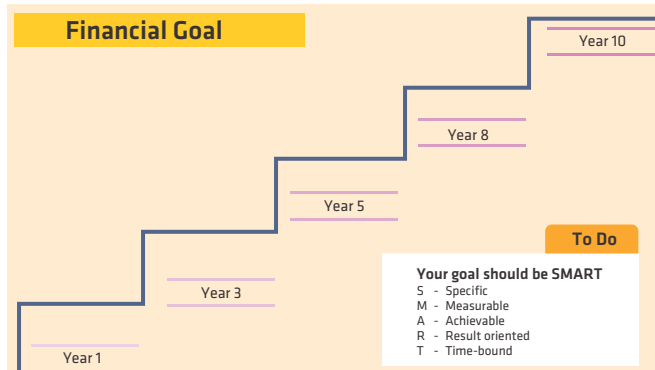 Financial Goal
Year 10
Year 8
Year 5
Year 3
Year 1
To Do
Your goal should be SMART
S - Specific
M - Measurable
A - Achievable
R - Result oriented
T - Time-bound